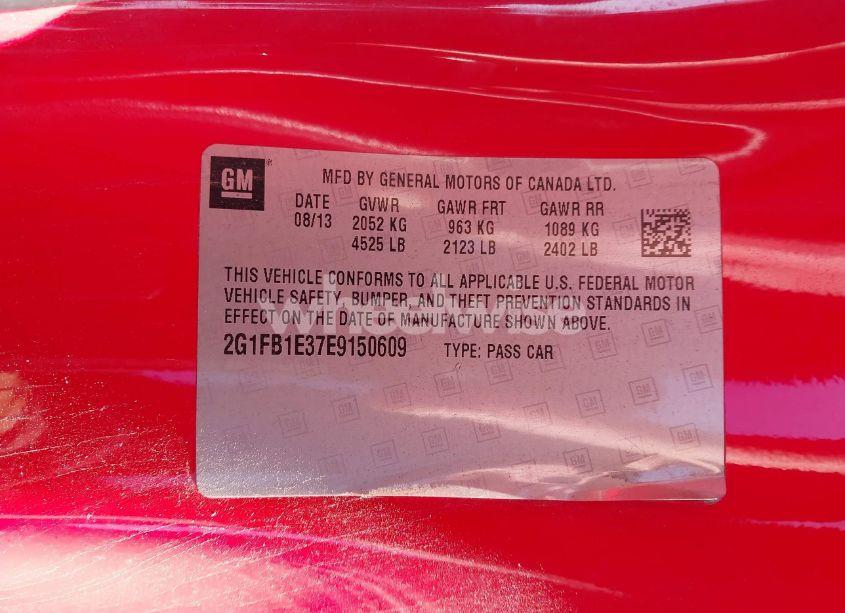 GM
MFD BY GENERAL MOTORS OF CANADA LTD.
DATE GVWR GAWR FRT GAWR RR
08/13 2052 KG 963 KG 1089 KG
4525 LB 2123 LB 2402 LB
THIS VEHICLE CONFORMS TO ALL APPLICABLE U.S. FEDERAL MOTOR
VEHICLE SAFETY, BUMPER, AND THEFT PREVENTION STANDARDS IN
EFFECT ON THE DATE OF MANUFACTURE SHOWN ABOVE.
2G1FB1E37E9150609 TYPE: PASS CAR